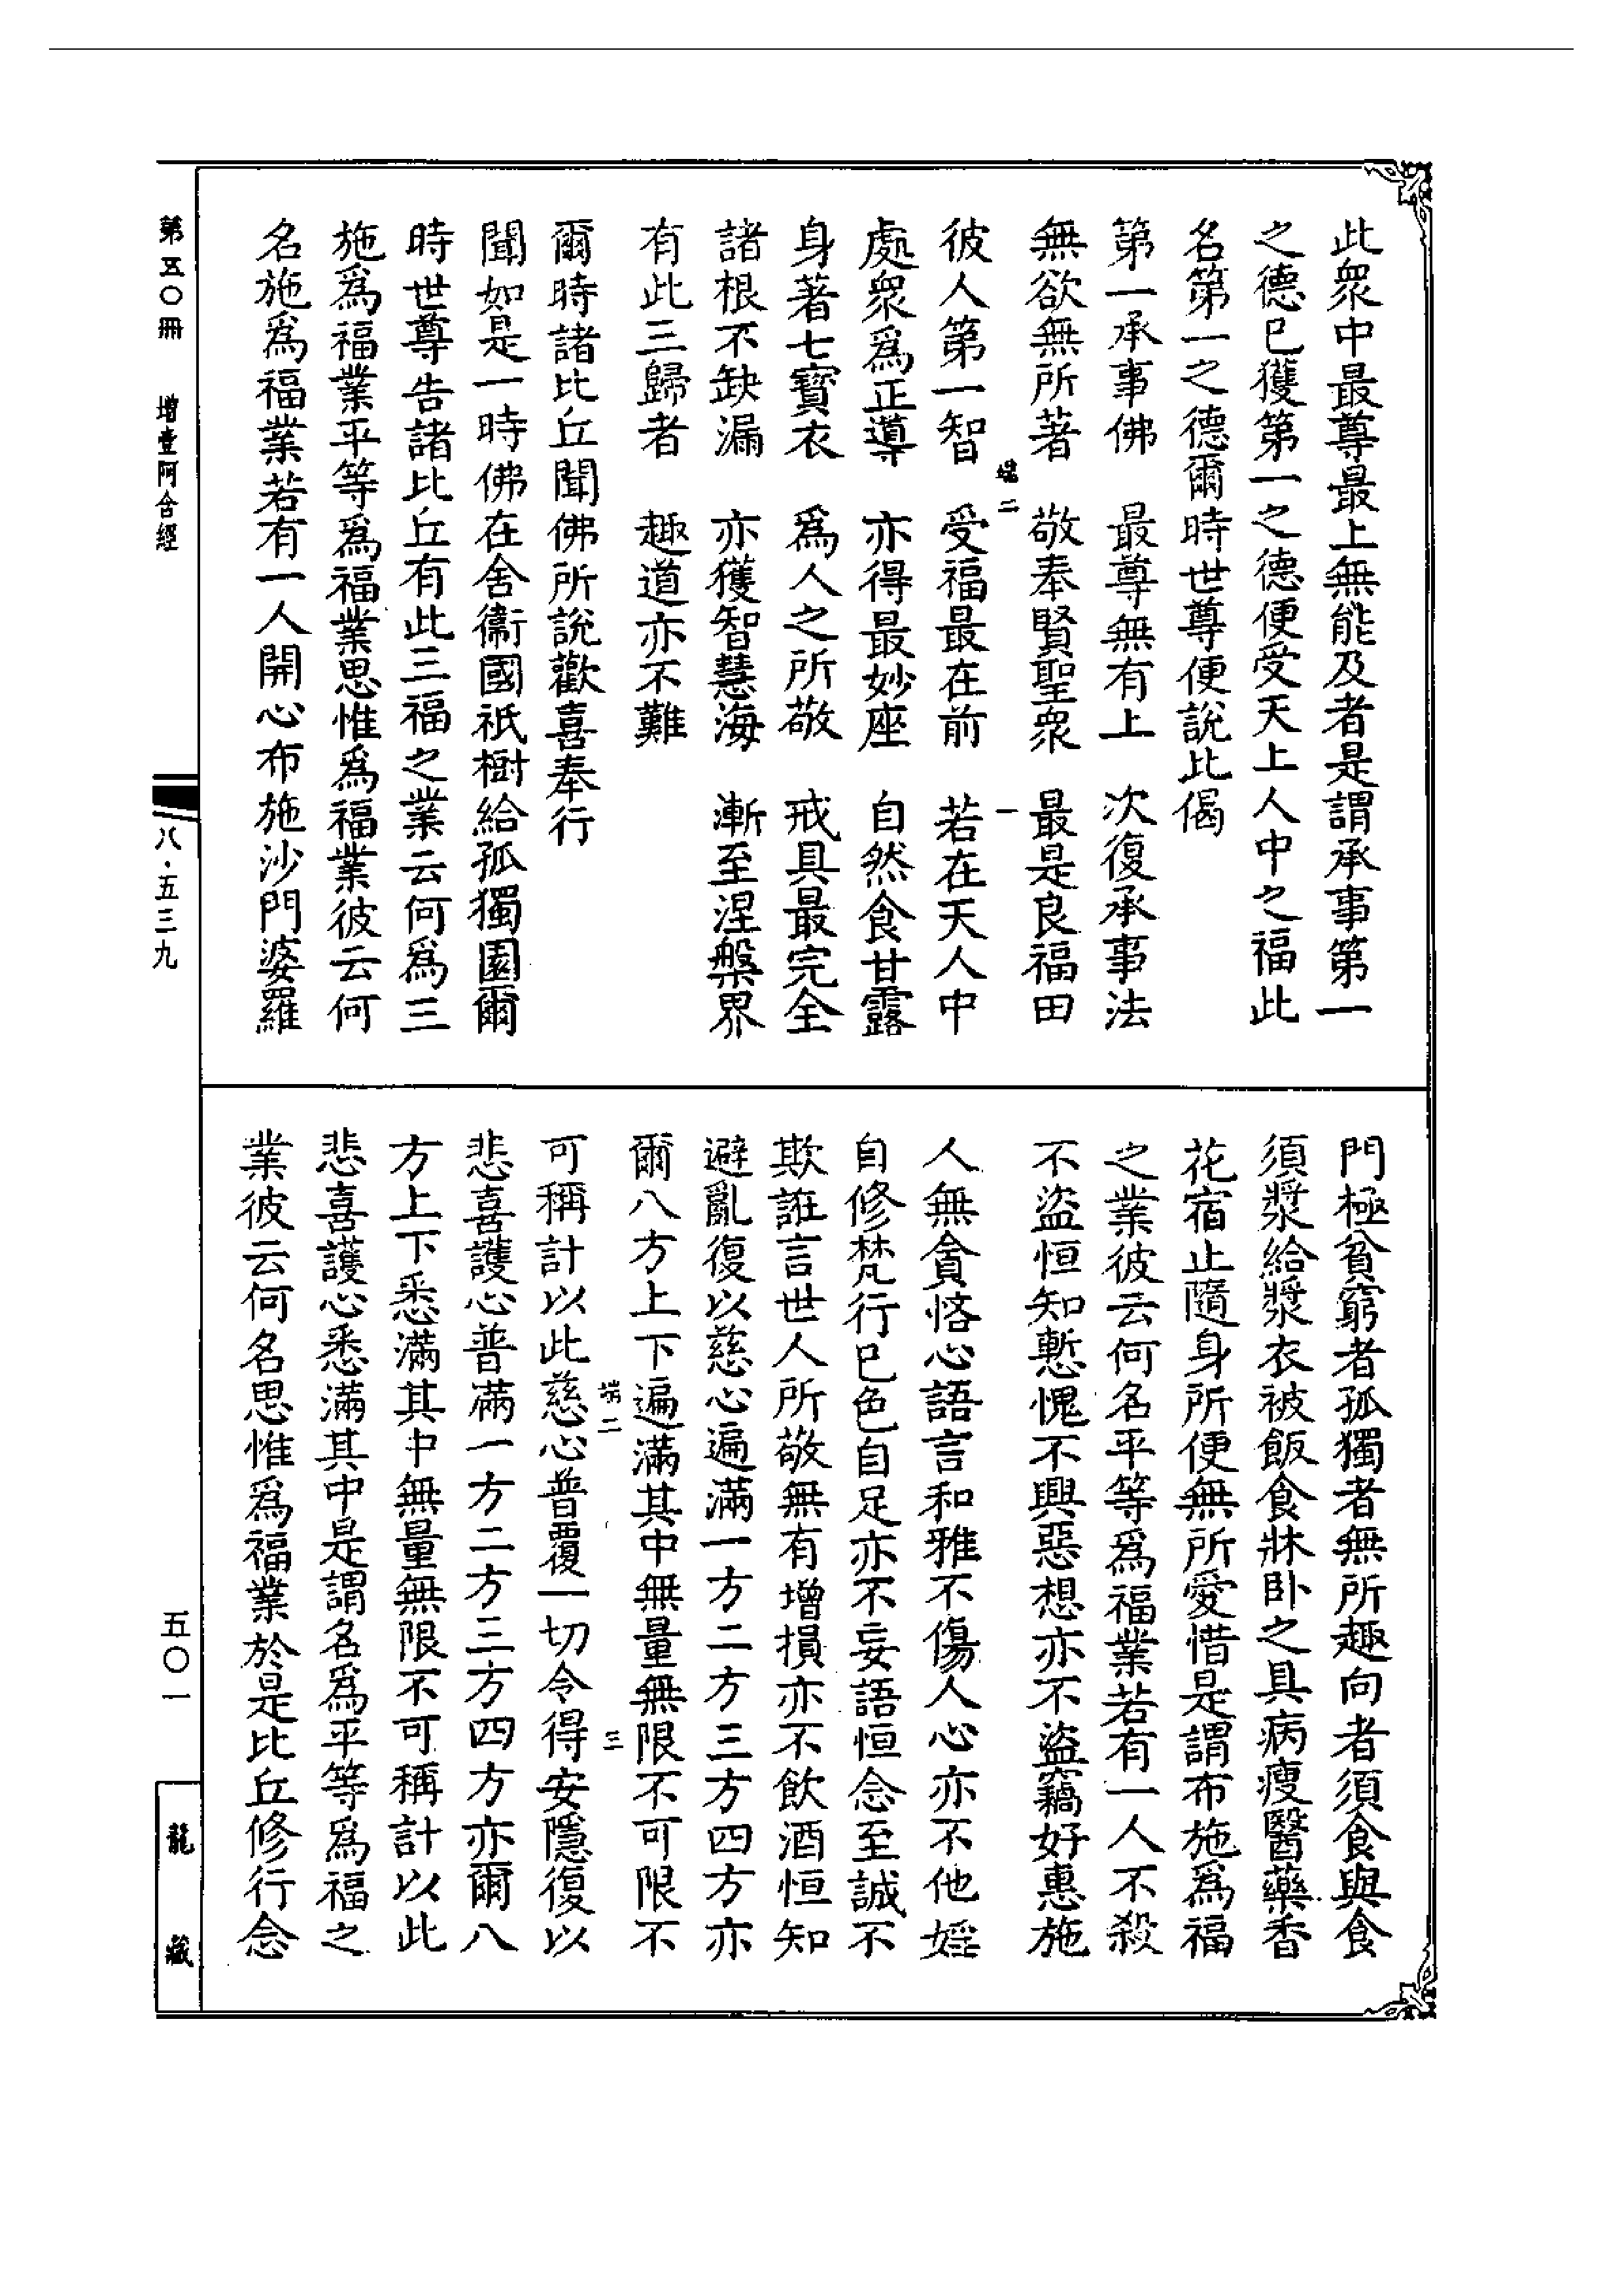 此衆中最尊最上無能及者是謂承事第一
之德已獲第一之德便受天上人中之福此
名第一之德爾時世尊便說此偈
第一承事佛　最尊無有上　次復承事法
無欲無所著　敬奉賢聖衆　最是良福田
端二　一
彼人第一智　受福最在前　若在天人中
處衆爲正導　亦得最妙座　自然食甘露
身著七寶衣　爲人之所敬　戒具最完全
諸根不缺漏　亦獲智慧海　漸至涅槃界
有此三歸者　趣道亦不難
爾時諸比丘聞佛所說歡喜奉行
聞如是一時佛在舍衞國祇樹給孤獨園爾
時世尊告諸比丘有此三福之業云何爲三
施爲福業平等爲福業思惟爲福業彼云何
名施爲福業若有一人開心布施沙門婆羅
門極貧窮者孤獨者無所趣向者須食與食
須漿給漿衣被飯食牀卧之具病瘦醫藥香
花宿止隨身所便無所愛惜是謂布施爲福
之業彼云何名平等爲福業若有一人不殺
不盜恒知慙愧不興惡想亦不盜竊好惠施
人無貪悋心語言和雅不傷人心亦不他婬
自修梵行已色自足亦不妄語恒念至誠不
欺誑言世人所敬無有增損亦不飲酒恒知
避亂復以慈心遍滿一方二方三方四方亦
爾八方上下遍滿其中無量無限不可限不
端二　三
可稱計以此慈心普覆一切令得安隱復以
悲喜護心普滿一方二方三方四方亦爾八
方上下悉滿其中無量無限不可稱計以此
悲喜護心悉滿其中是謂名爲平等爲福之
業彼云何名思惟爲福業於是比丘修行念
第五〇冊　增壹阿含經
八·五三九
五〇一
龍藏